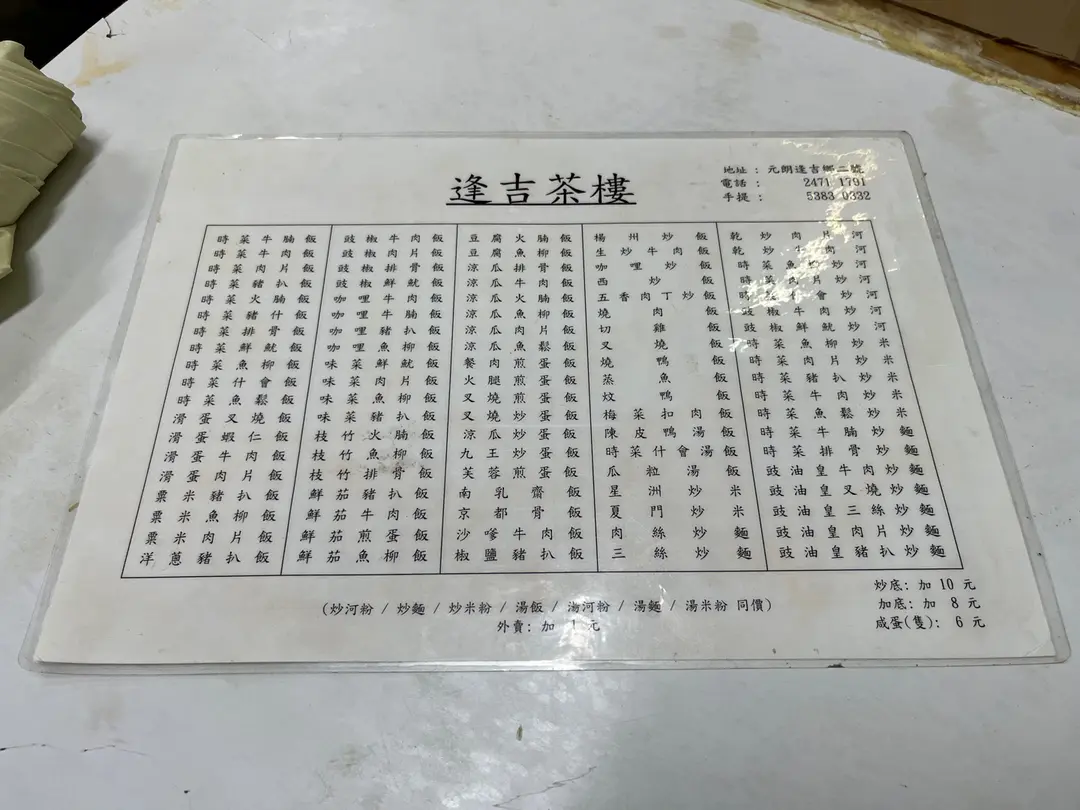 逢吉茶樓
地址： 元朗逢吉鄉二號
電話： 2471 1791
手提： 5383 0332
時菜牛腩飯
時菜牛肉飯
時菜肉片飯
時菜豬扒飯
時菜火腩飯
時菜豬什飯
時菜排骨飯
時菜鮮魷飯
時菜魚柳飯
時菜什會飯
時菜魚鬆飯
滑蛋叉燒飯
滑蛋蝦仁飯
滑蛋牛肉飯
滑蛋肉片飯
粟米豬扒飯
粟米魚柳飯
粟米肉片飯
洋蔥豬扒飯
豉椒牛肉飯
豉椒肉片飯
豉椒排骨飯
豉椒鮮魷飯
咖哩牛肉飯
咖哩牛腩飯
咖哩豬扒飯
咖哩魚柳飯
味菜鮮魷飯
味菜肉片飯
味菜魚柳飯
味菜豬扒飯
枝竹火腩飯
枝竹魚柳飯
枝竹排骨飯
鮮茄豬扒飯
鮮茄牛肉飯
鮮茄煎蛋飯
鮮茄魚柳飯
豆腐火腩飯
豆腐魚柳飯
涼瓜排骨飯
涼瓜牛肉飯
涼瓜火腩飯
涼瓜魚柳飯
涼瓜肉片飯
涼瓜魚鬆飯
餐肉煎蛋飯
火腿煎蛋飯
叉燒煎蛋飯
叉燒炒蛋飯
涼瓜炒蛋飯
九王炒蛋飯
芙蓉煎蛋飯
南乳齋飯
京都骨飯
沙嗲牛肉飯
椒鹽豬扒飯
楊州炒飯
生炒牛肉飯
咖哩炒飯
西炒飯
五香肉丁炒飯
燒肉飯
切雞飯
叉燒飯
燒鴨飯
蒸魚飯
炆鴨飯
梅菜扣肉飯
陳皮鴨湯飯
時菜什會湯飯
瓜粒湯飯
星洲炒米
夏門炒米
肉絲炒麵
三絲炒麵
乾炒肉片河
乾炒牛肉河
時菜魚炒河
時菜肉片炒河
時菜什會炒河
豉椒牛肉炒河
豉椒鮮魷炒河
時菜魚柳炒米
時菜肉片炒米
時菜豬扒炒米
時菜牛肉炒米
時菜魚鬆炒米
時菜牛腩炒麵
時菜排骨炒麵
豉油皇牛肉炒麵
豉油皇叉燒炒麵
豉油皇三絲炒麵
豉油皇肉片炒麵
豉油皇豬扒炒麵
(炒河粉 / 炒麵 / 炒米粉 / 湯飯 / 湯河粉 / 湯麵 / 湯米粉 同價)
外賣: 加 1 元
炒底: 加 10 元
加底: 加 8 元
咸蛋(隻): 6 元